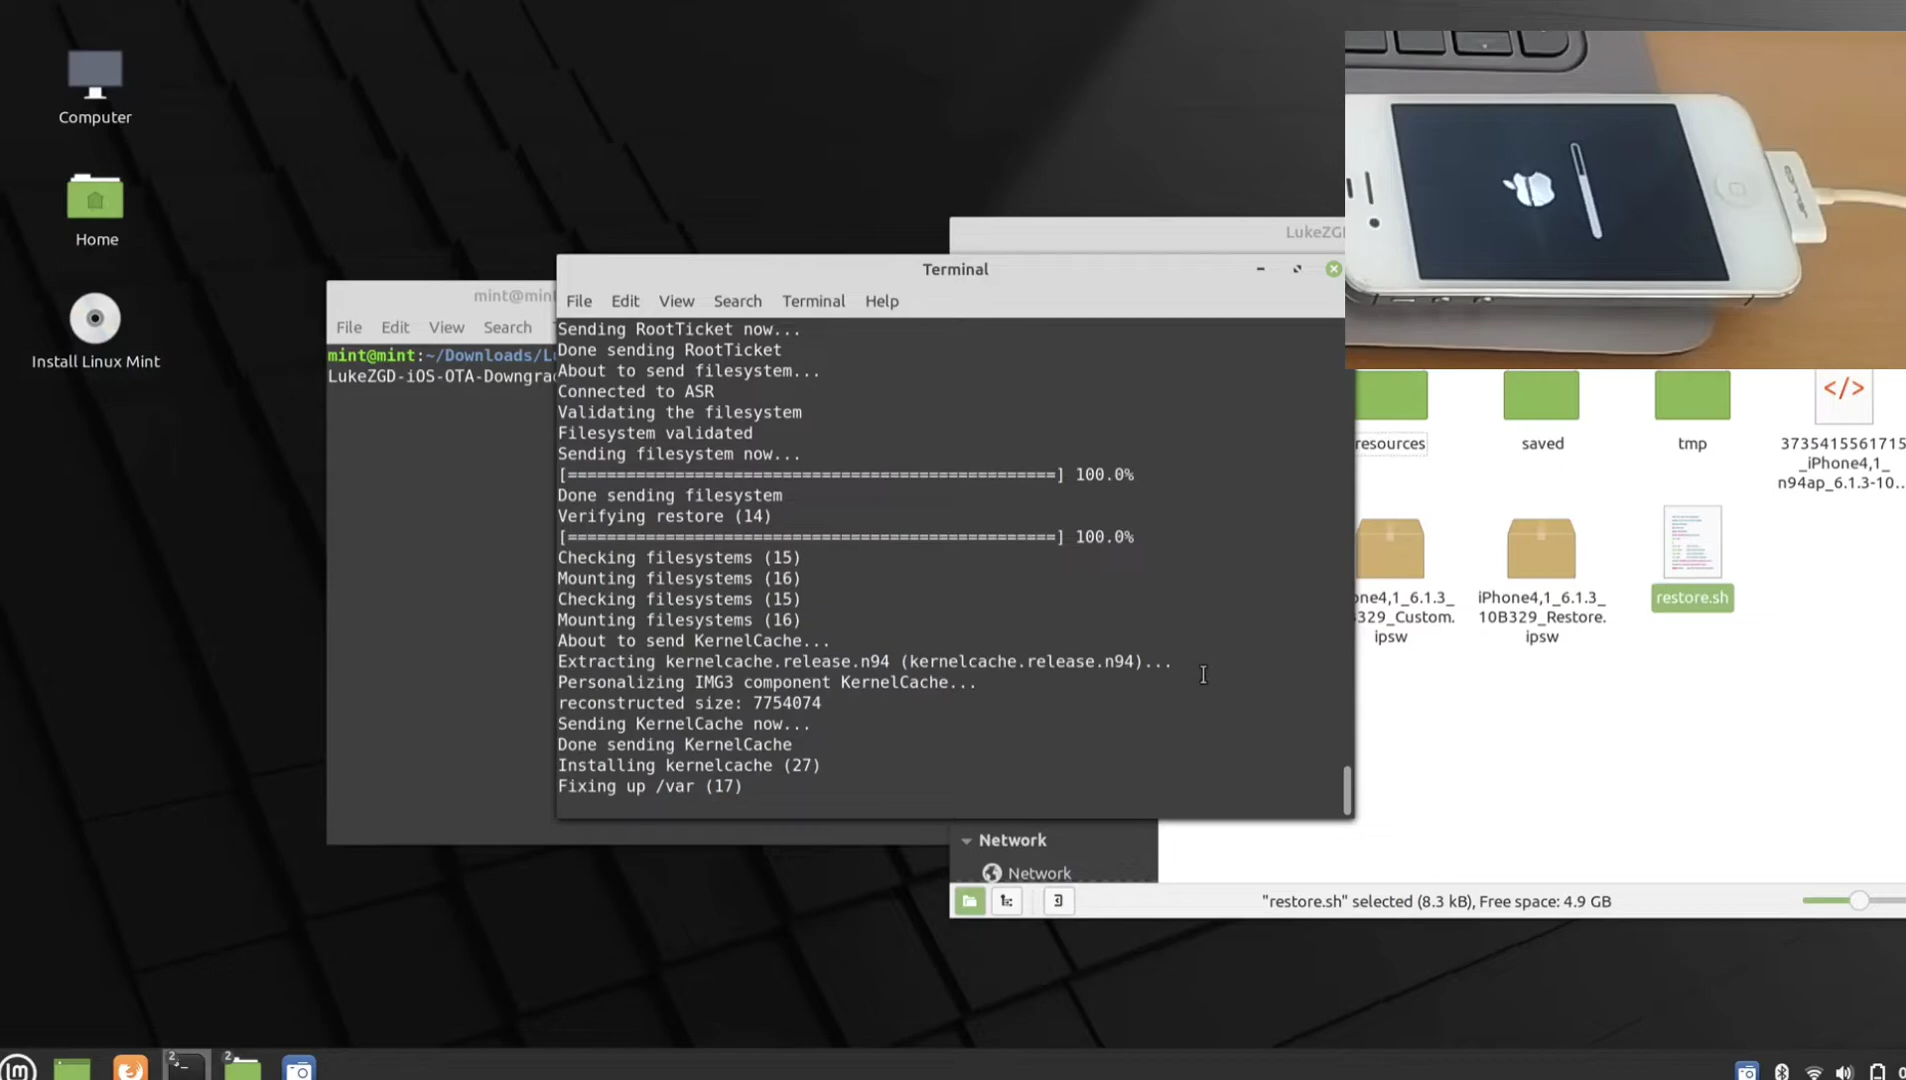 Computer
Home
Install Linux Mint
LukeZGD
mint@mint
File Edit View Search
mint@mint:~/Downloads/L
LukeZGD-iOS-OTA-Downgra
Terminal
File Edit View Search Terminal Help
Sending RootTicket now...
Done sending RootTicket
About to send filesystem...
Connected to ASR
Validating the filesystem
Filesystem validated
Sending filesystem now...
[==================================================] 100.0%
Done sending filesystem
Verifying restore (14)
[==================================================] 100.0%
Checking filesystems (15)
Mounting filesystems (16)
Checking filesystems (15)
Mounting filesystems (16)
About to send KernelCache...
Extracting kernelcache.release.n94 (kernelcache.release.n94)...
Personalizing IMG3 component KernelCache...
reconstructed size: 7754074
Sending KernelCache now...
Done sending KernelCache
Installing kernelcache (27)
Fixing up /var (17)
resources
saved
tmp
3735415561715
_iPhone4,1_
n94ap_6.1.3-10...
ne4,1_6.1.3_
329_Custom.
ipsw
iPhone4,1_6.1.3_
10B329_Restore.
ipsw
restore.sh
Network
Network
"restore.sh" selected (8.3 kB), Free space: 4.9 GB
2
2